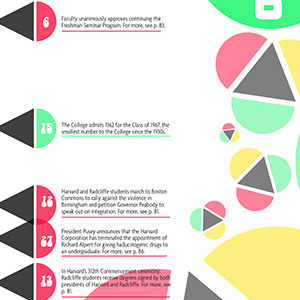 6
Faculty unanimously approves continuing the
Freshman Seminar Program. For more, see p. 83.
15
The College admits 1362 for the Class of 1967, the
smallest number to the College since the 1930s.
16
Harvard and Radcliffe students march to Boston
Commons to rally against the violence in
Birmingham and petition Governor Peabody to
speak out on integration. For more, see p. 81.
27
President Pusey announces that the Harvard
Corporation has terminated the appointment of
Richard Alpert for giving hallucinogenic drugs to
an undergraduate. For more, see p. 86.
13
In Harvard's 312th Commencement ceremony,
Radcliffe students receive degrees signed by both
presidents of Harvard and Radcliffe. For more, see
p. 81.